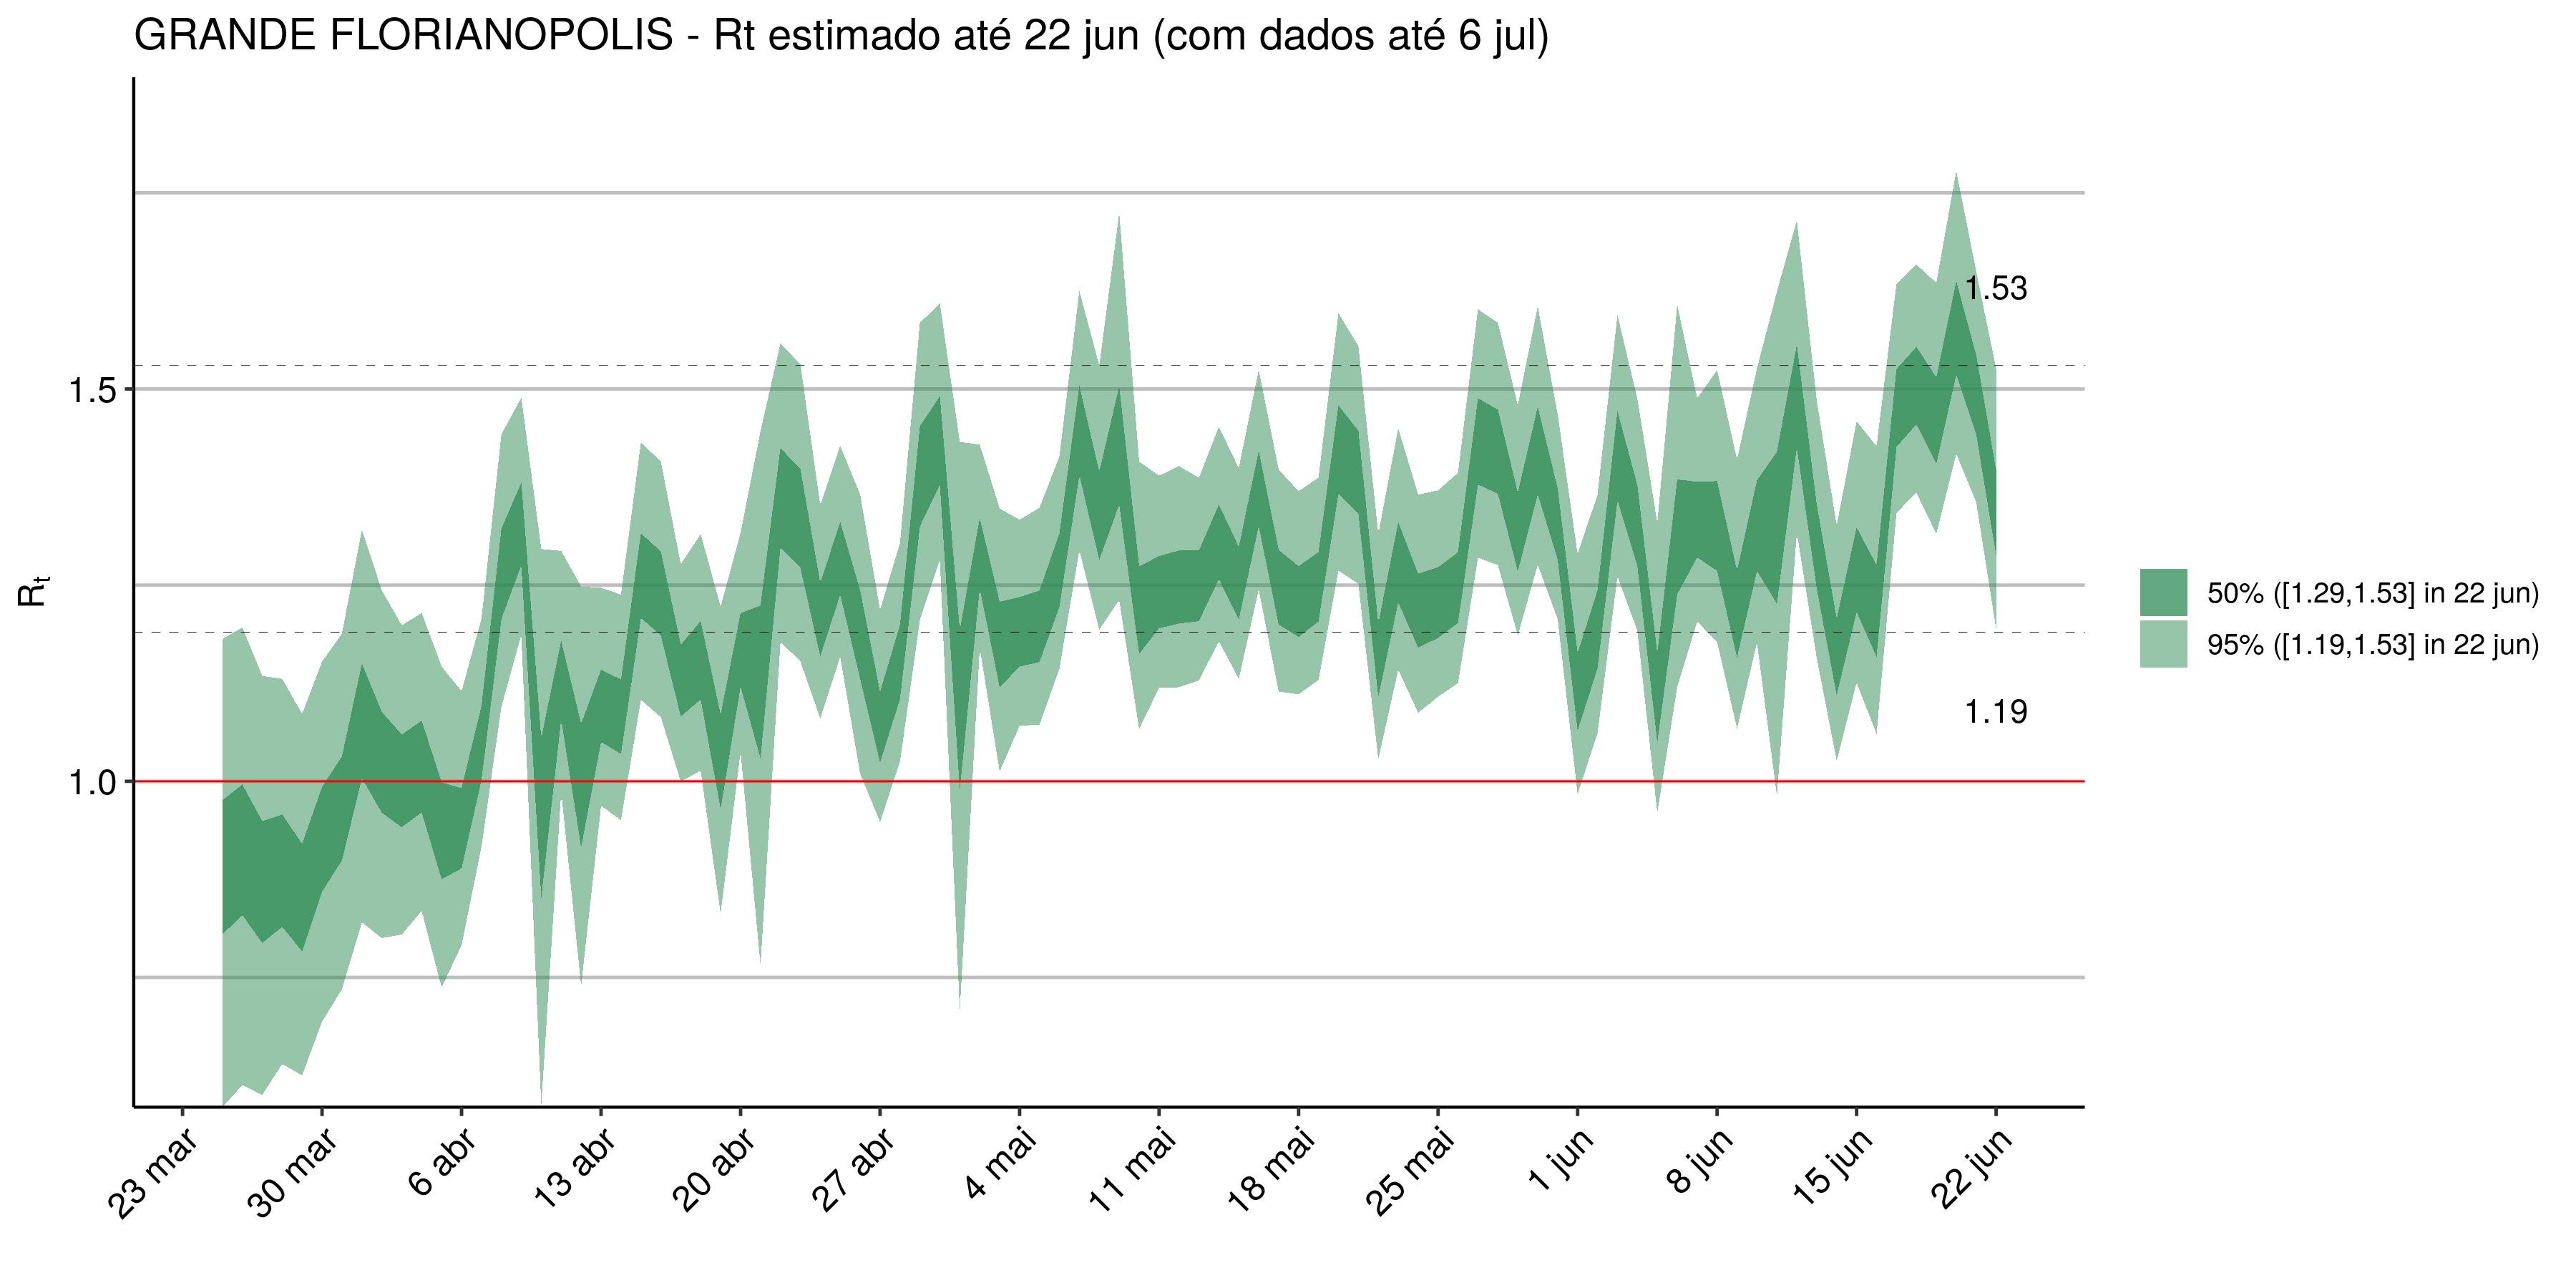 GRANDE FLORIANOPOLIS - Rt estimado até 22 jun (com dados até 6 jul)
1.53
1.5
Rt
50% ([1.29,1.53] in 22 jun)
95% ([1.19,1.53] in 22 jun)
1.19
1.0
23 mar
30 mar
6 abr
13 abr
20 abr
27 abr
4 mai
11 mai
18 mai
25 mai
1 jun
8 jun
15 jun
22 jun